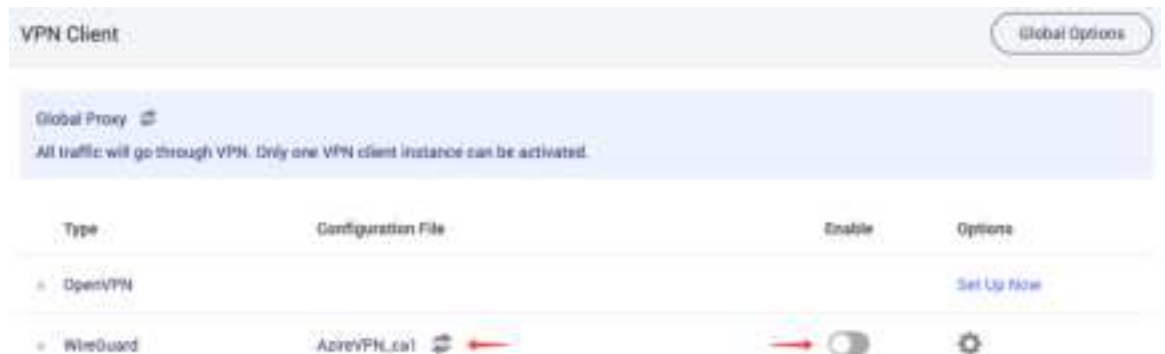 VPN Client
Global Options
Global Proxy
All traffic will go through VPN. Only one VPN client instance can be activated.
Type Configuration File Enable Options
OpenVPN Set Up Now
WireGuard AzireVPN_ca1